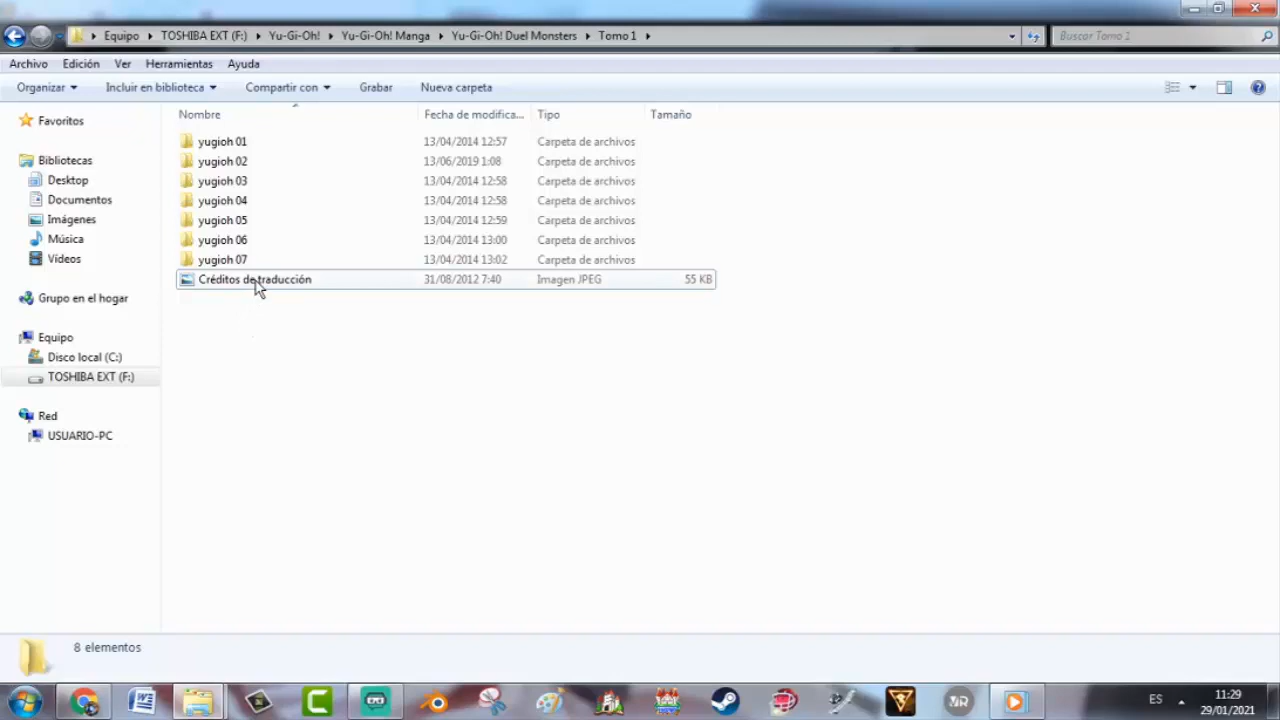 Equipo ▸ TOSHIBA EXT (F:) ▸ Yu-Gi-Oh! ▸ Yu-Gi-Oh! Manga ▸ Yu-Gi-Oh! Duel Monsters ▸ Tomo 1 ▸
Buscar Tomo 1
Archivo Edición Ver Herramientas Ayuda
Organizar Incluir en biblioteca Compartir con Grabar Nueva carpeta
Nombre Fecha de modifica... Tipo Tamaño
Favoritos
Bibliotecas
Desktop
Documentos
Imágenes
Música
Vídeos
Grupo en el hogar
Equipo
Disco local (C:)
TOSHIBA EXT (F:)
Red
USUARIO-PC
yugioh 01 13/04/2014 12:57 Carpeta de archivos
yugioh 02 13/06/2019 1:08 Carpeta de archivos
yugioh 03 13/04/2014 12:58 Carpeta de archivos
yugioh 04 13/04/2014 12:58 Carpeta de archivos
yugioh 05 13/04/2014 12:59 Carpeta de archivos
yugioh 06 13/04/2014 13:00 Carpeta de archivos
yugioh 07 13/04/2014 13:02 Carpeta de archivos
Créditos de traducción 31/08/2012 7:40 Imagen JPEG 55 KB
8 elementos
ES
11:29
29/01/2021